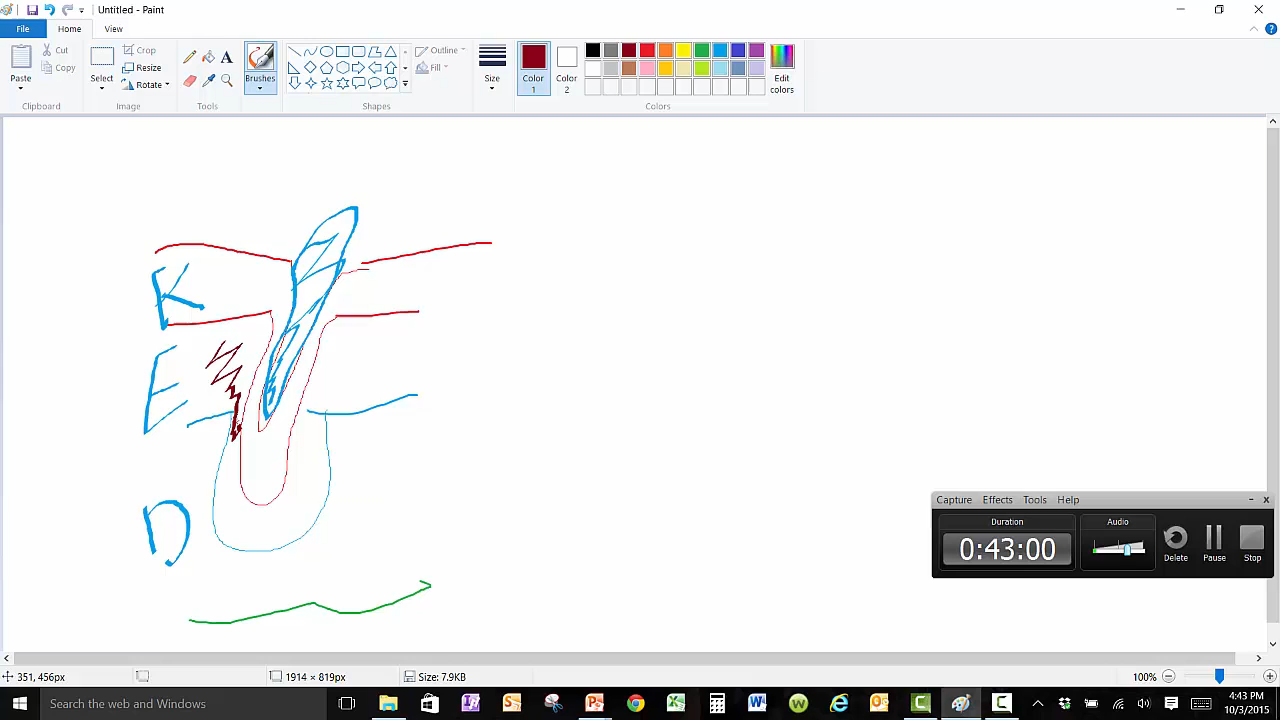 Untitled - Paint
File
Home
View
Paste
Cut
Copy
Clipboard
Select
Crop
Resize
Rotate
Image
Tools
Brushes
Outline
Fill
Shapes
Size
Color 1
Color 2
Edit colors
Colors
K
E
D
Capture Effects Tools Help
Duration
0:43:00
Audio
Delete Pause Stop
351, 456px
1914 × 819px
Size: 7.9KB
100%
Search the web and Windows
4:43 PM
10/3/2015